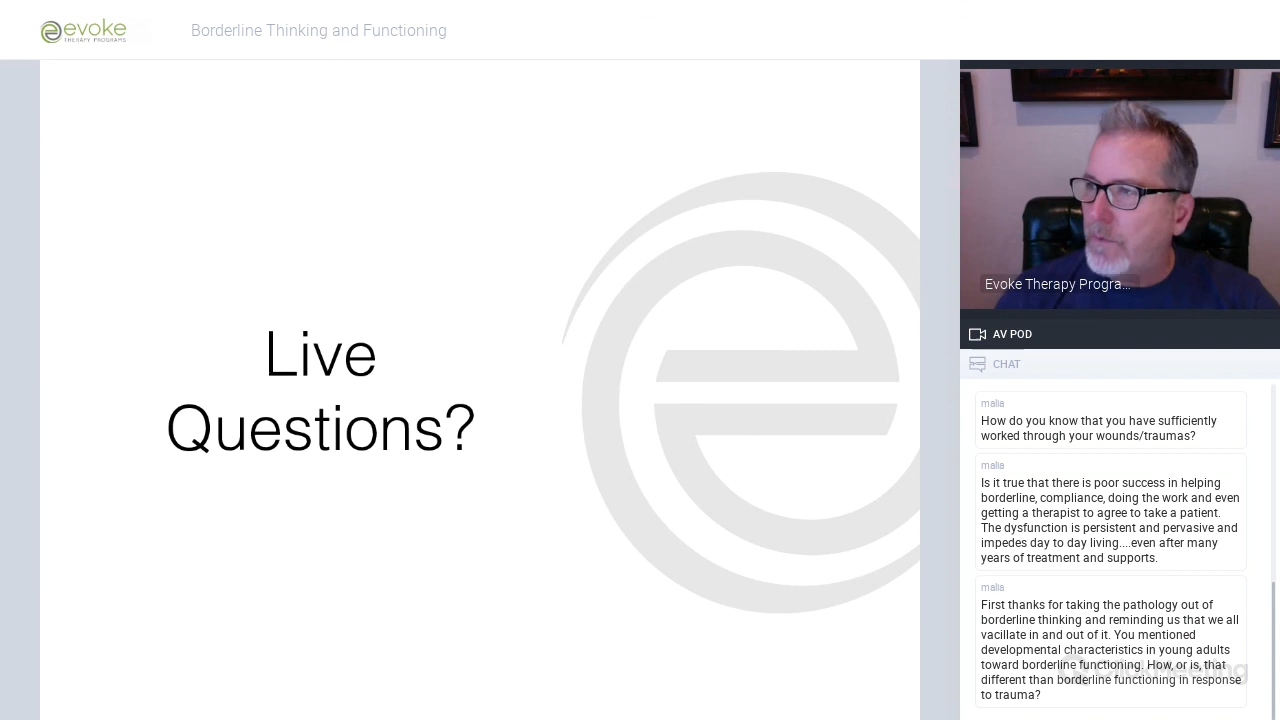 evoke
THERAPY PROGRAMS
Borderline Thinking and Functioning
Live
Questions?
Evoke Therapy Progra...
AV POD
CHAT
malia
How do you know that you have sufficiently
worked through your wounds/traumas?
malia
Is it true that there is poor success in helping
borderline, compliance, doing the work and even
getting a therapist to agree to take a patient.
The dysfunction is persistent and pervasive and
impedes day to day living....even after many
years of treatment and supports.
malia
First thanks for taking the pathology out of
borderline thinking and reminding us that we all
vacillate in and out of it. You mentioned
developmental characteristics in young adults
toward borderline functioning. How, or is, that
different than borderline functioning in response
to trauma?
ClickMeeting